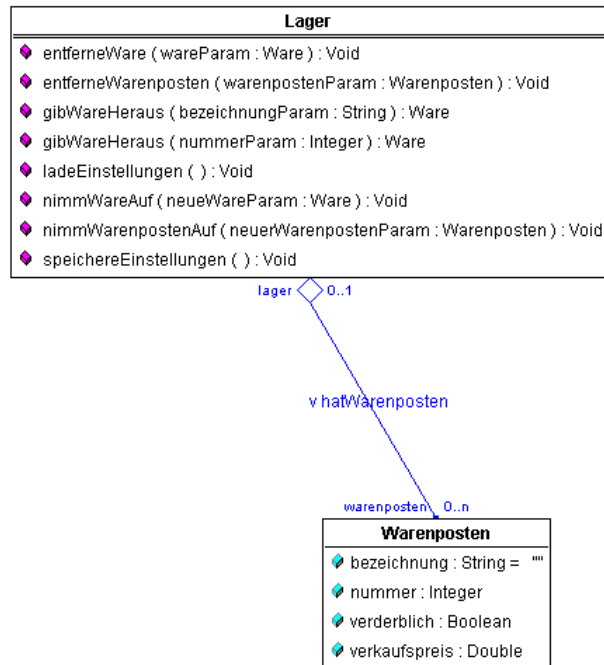 Lager
entferneWare ( wareParam : Ware ) : Void
entferneWarenposten ( warenpostenParam : Warenposten ) : Void
gibWareHeraus ( bezeichnungParam : String ) : Ware
gibWareHeraus ( nummerParam : Integer ) : Ware
ladeEinstellungen ( ) : Void
nimmWareAuf ( neueWareParam : Ware ) : Void
nimmWarenpostenAuf ( neuerWarenpostenParam : Warenposten ) : Void
speichereEinstellungen ( ) : Void
lager 0..1
v hatWarenposten
warenposten 0..n
Warenposten
bezeichnung : String = ""
nummer : Integer
verderblich : Boolean
verkaufspreis : Double